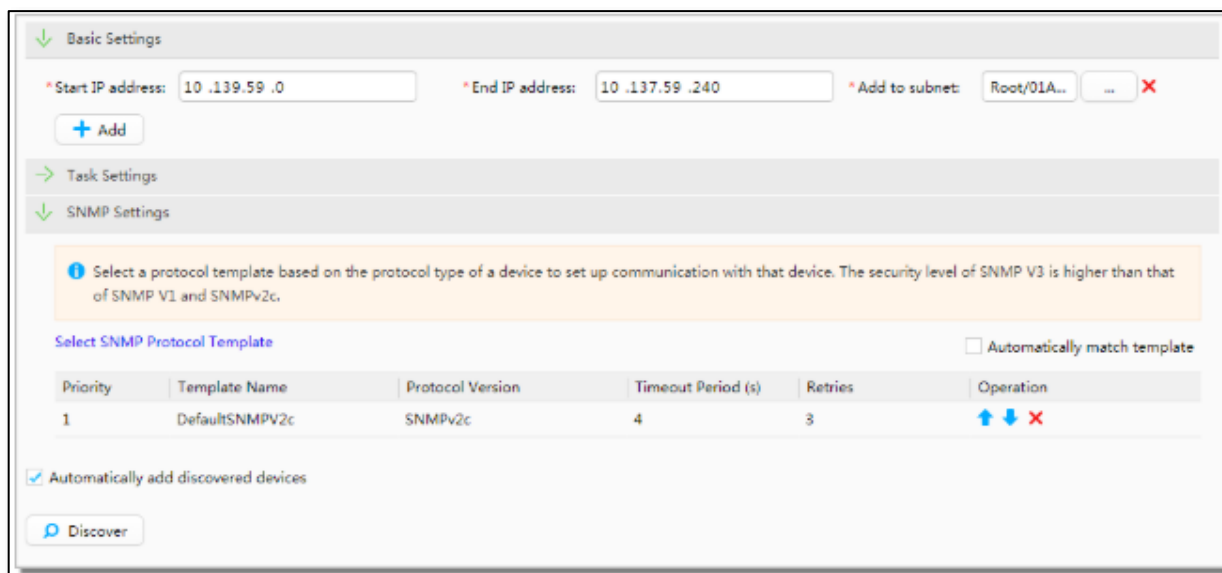 Basic Settings
*Start IP address: 10 .139.59 .0 *End IP address: 10 .137.59 .240 *Add to subnet: Root/01A... ...
Add
Task Settings
SNMP Settings
Select a protocol template based on the protocol type of a device to set up communication with that device. The security level of SNMP V3 is higher than that
of SNMP V1 and SNMPv2c.
Select SNMP Protocol Template Automatically match template
Priority Template Name Protocol Version Timeout Period (s) Retries Operation
1 DefaultSNMPV2c SNMPv2c 4 3
Automatically add discovered devices
Discover